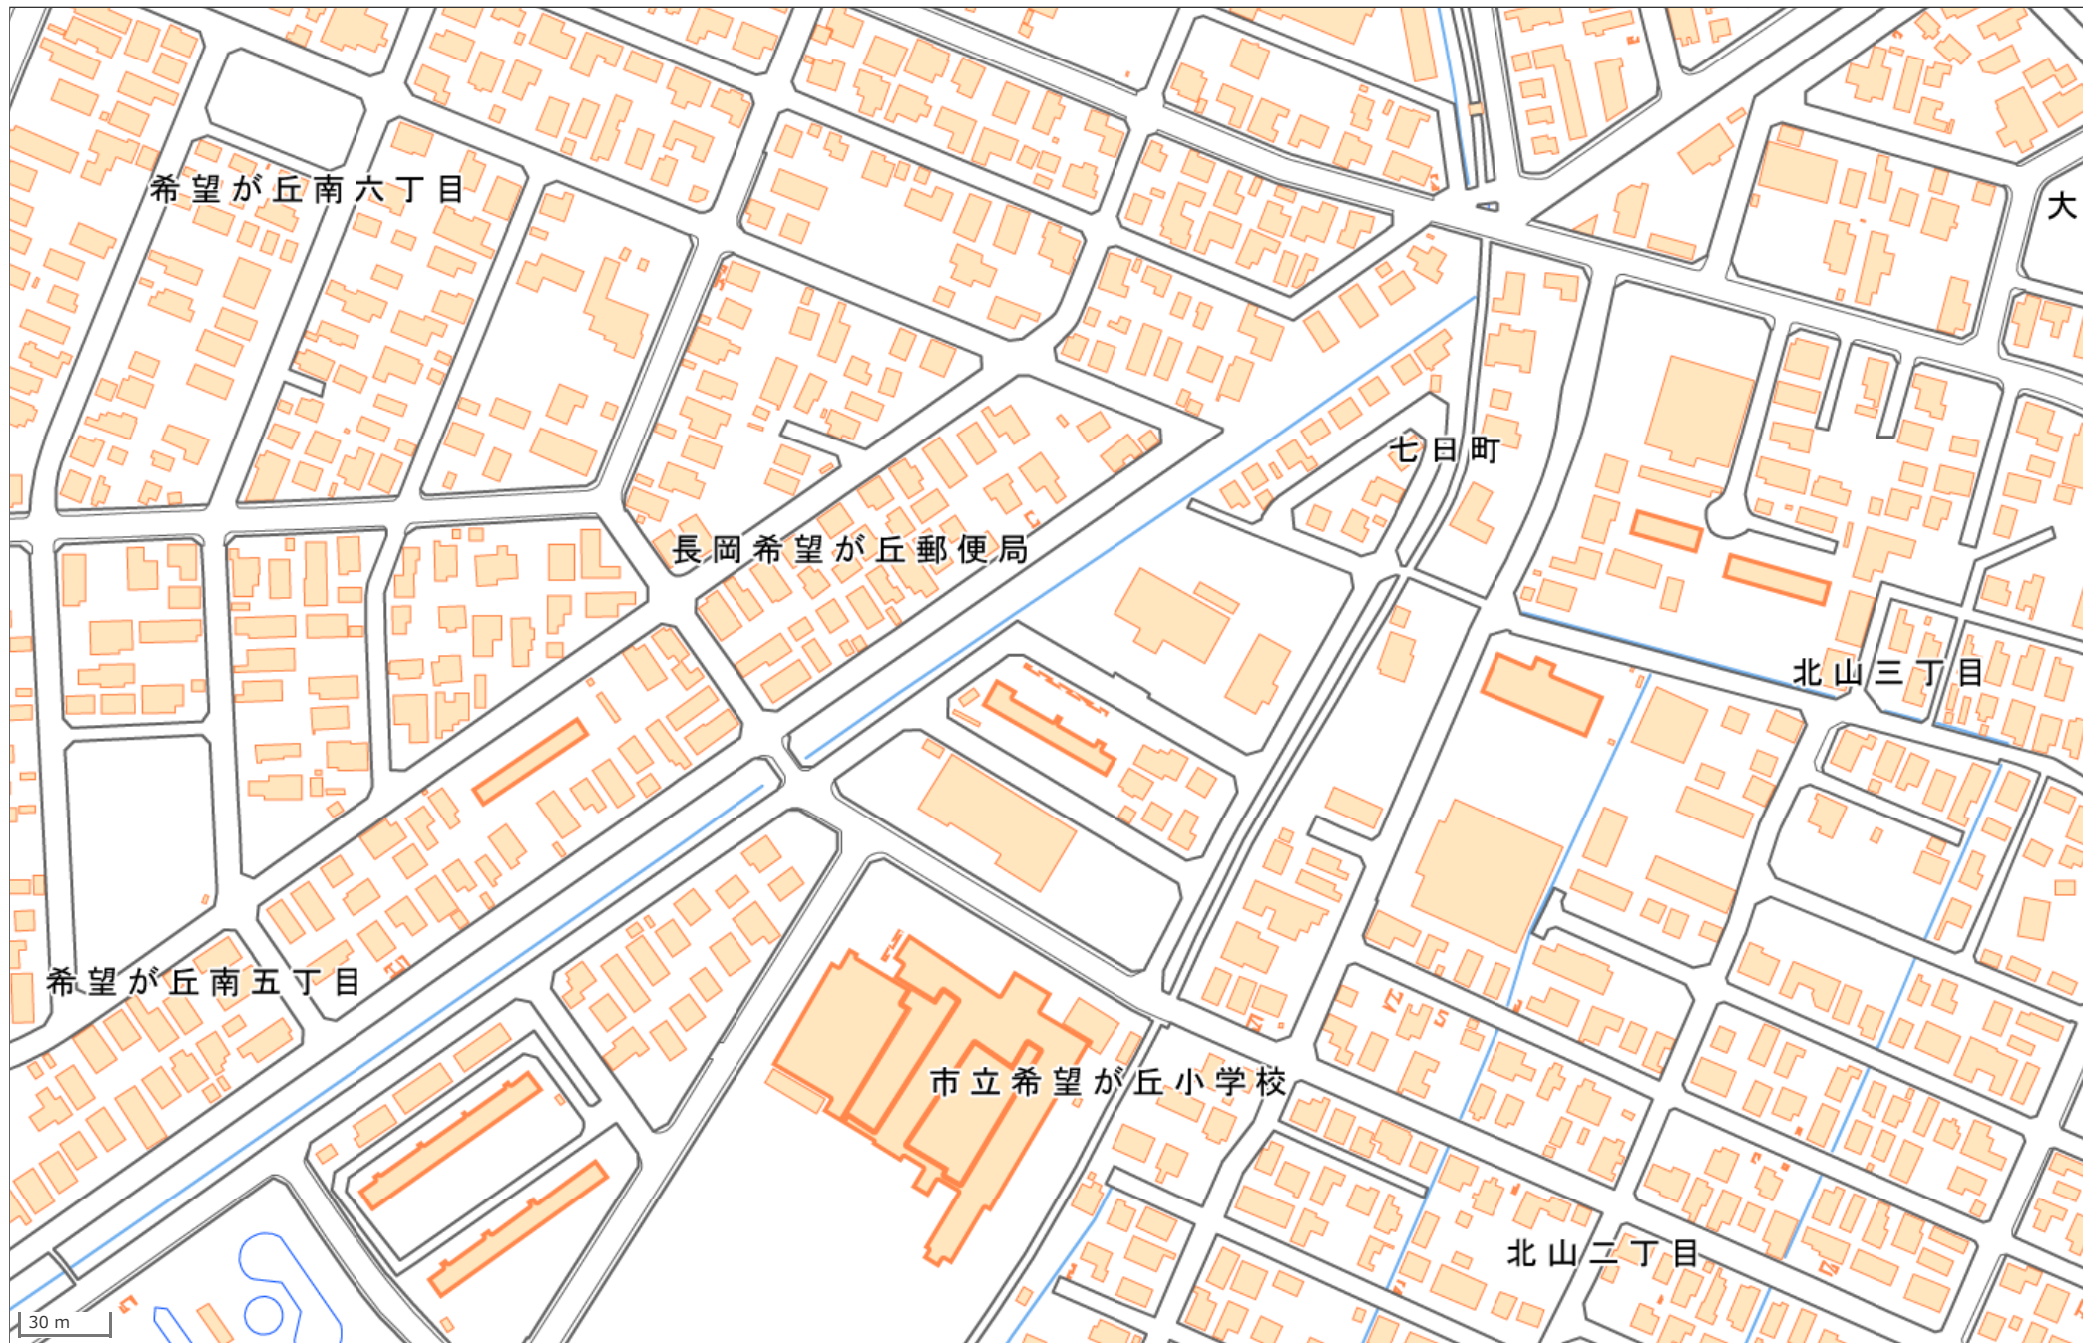 希望が丘南六丁目
大
七日町
長岡希望が丘郵便局
北山三丁目
希望が丘南五丁目
市立希望が丘小学校
北山二丁目
30 m